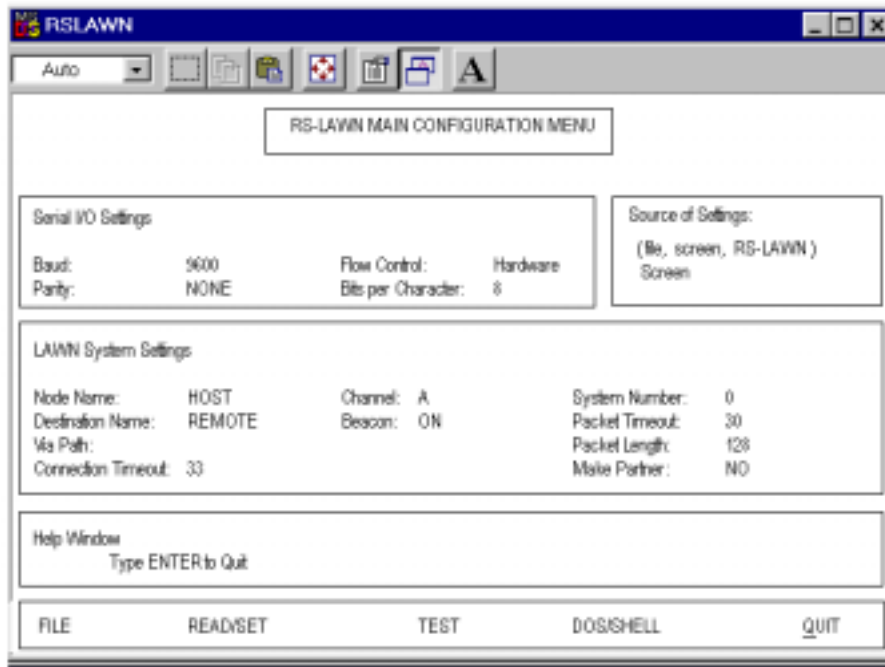 RSLAWN
Auto
A
RS-LAWN MAIN CONFIGURATION MENU
Serial I/O Settings
Baud: 9600 Flow Control: Hardware
Parity: NONE Bits per Character: 8
Source of Settings:
(file, screen, RS-LAWN)
Screen
LAWN System Settings
Node Name: HOST Channel: A System Number: 0
Destination Name: REMOTE Beacon: ON Packet Timeout: 30
Via Path: Packet Length: 128
Connection Timeout: 33 Make Partner: NO
Help Window
Type ENTER to Quit
FILE READ/SET TEST DOS/SHELL QUIT